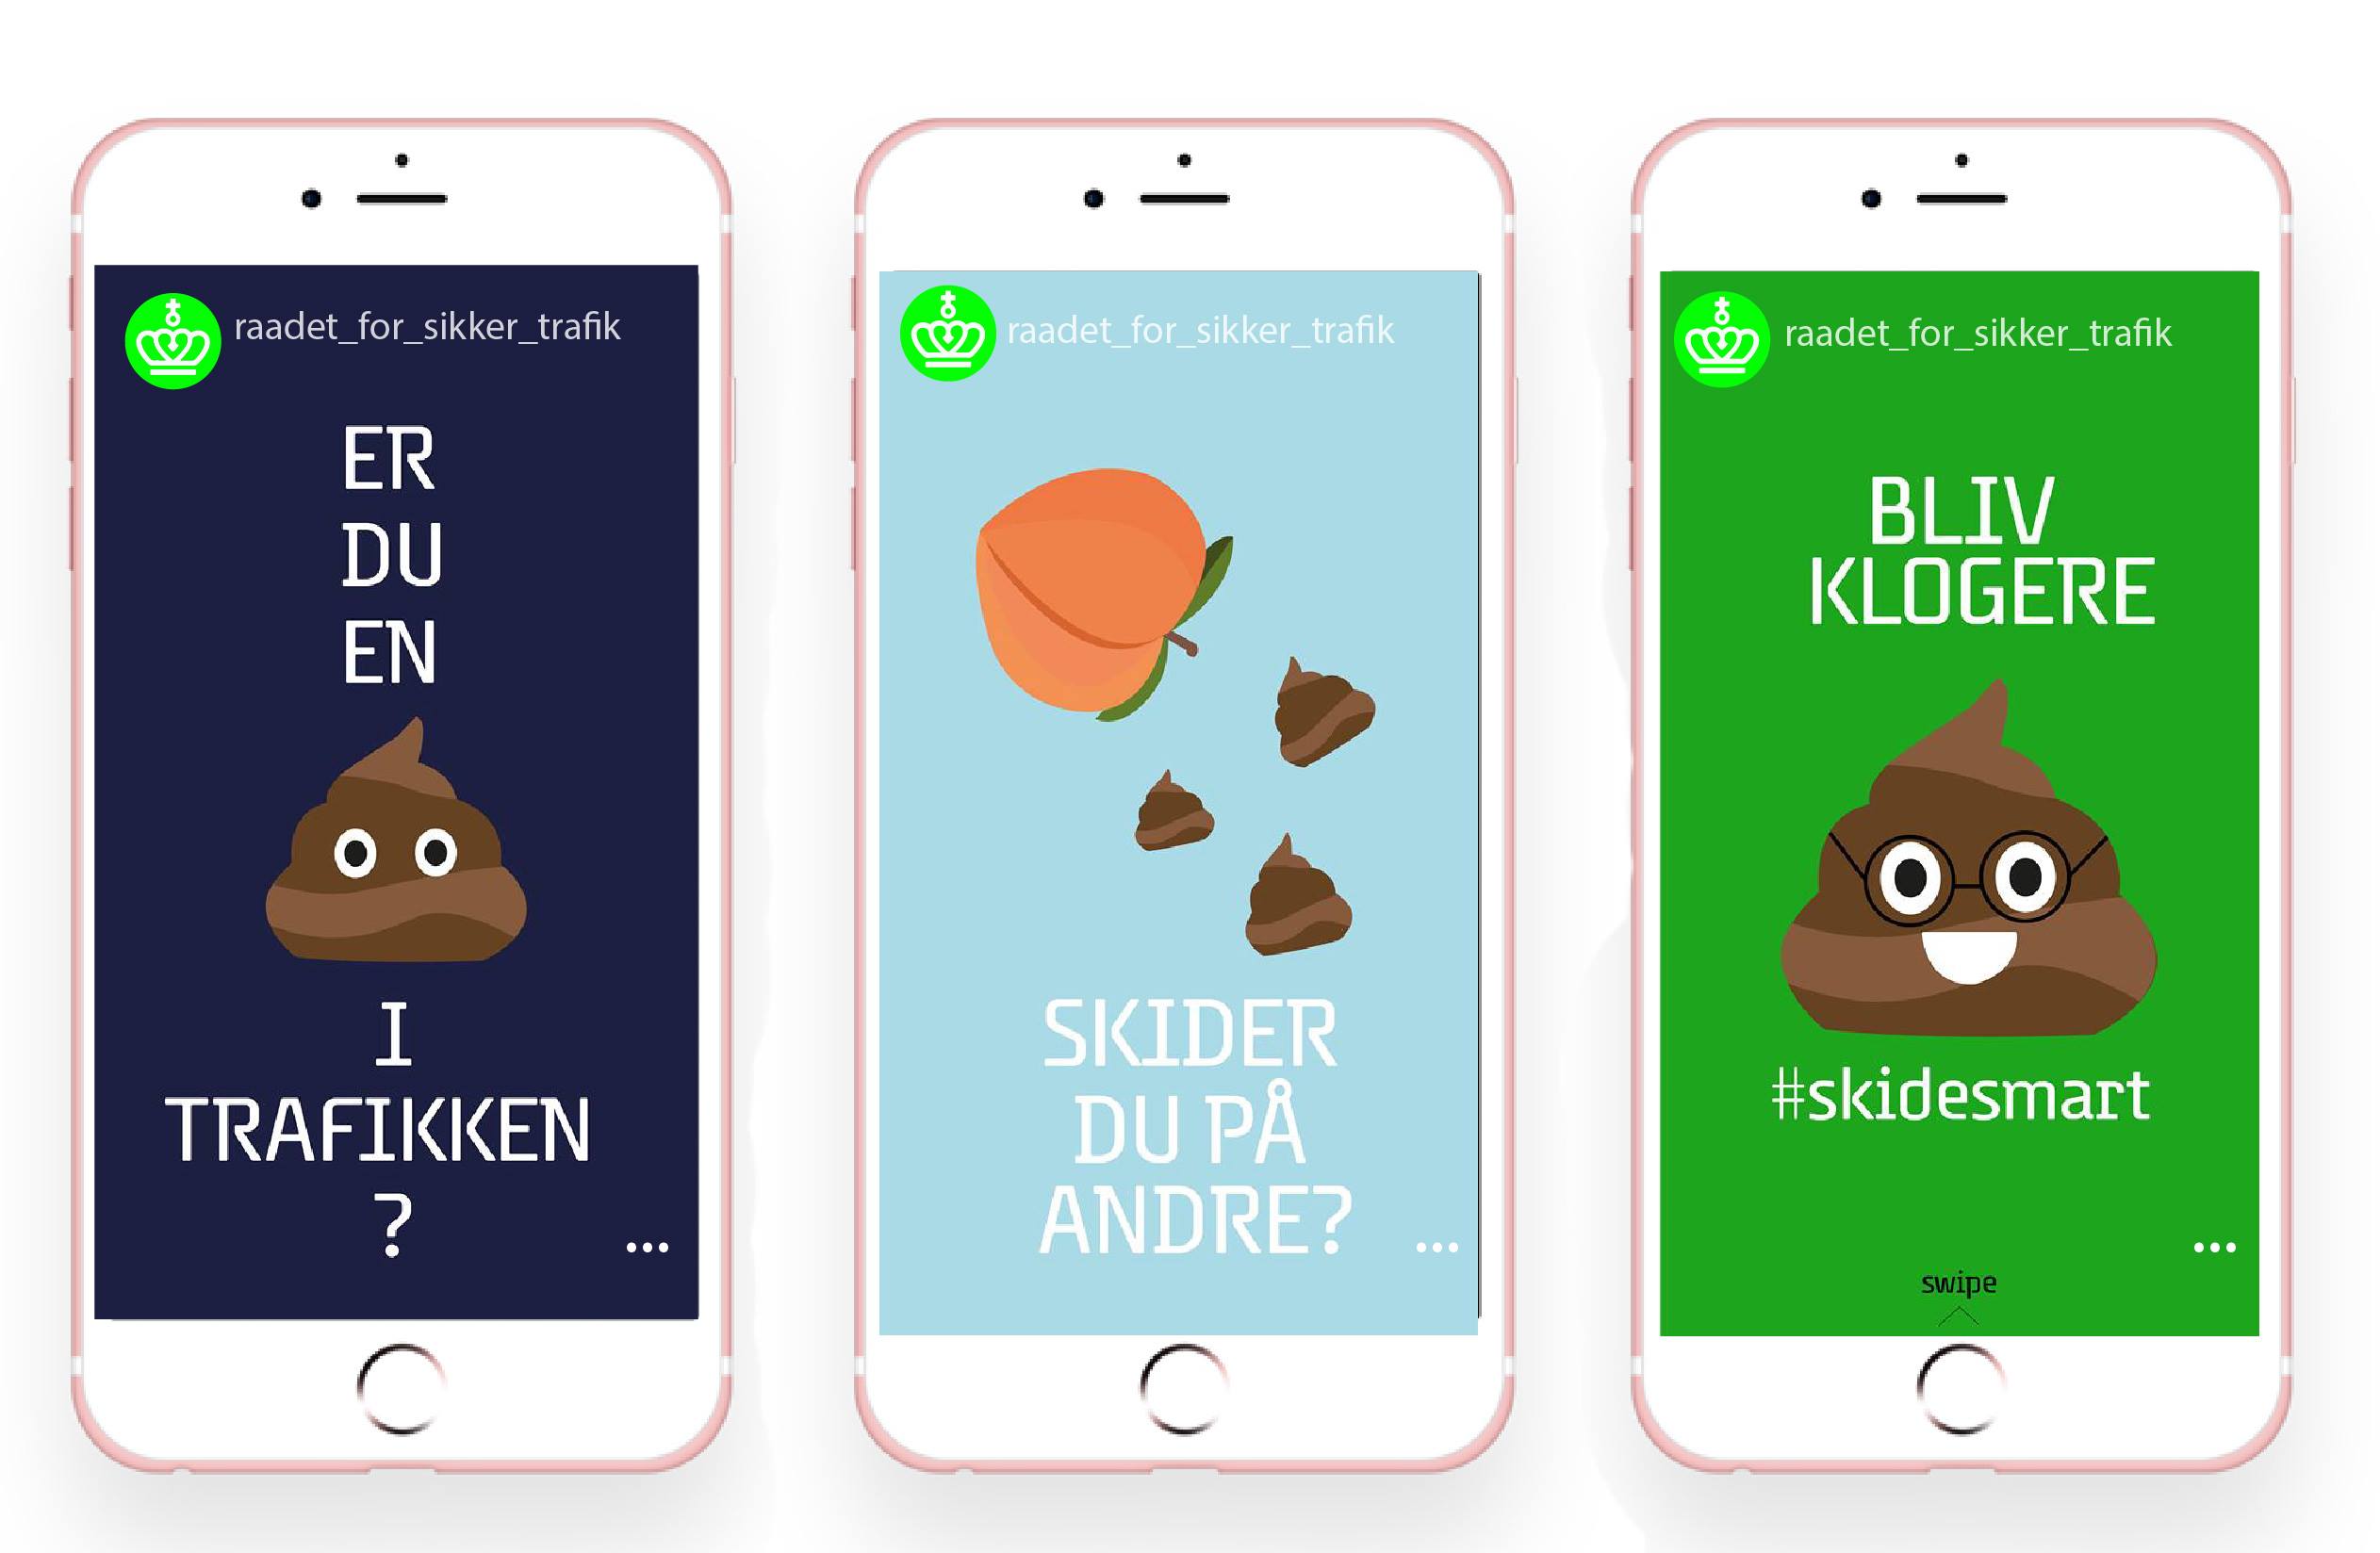 raadet_for_sikker_trafik
ER
DU
EN
I
TRAFIKKEN
?
raadet_for_sikker_trafik
SKIDER
DU PÅ
ANDRE?
raadet_for_sikker_trafik
BLIV
KLOGERE
#skidesmart
swipe